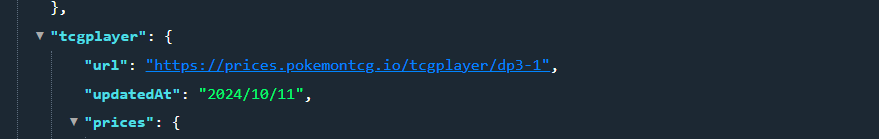 },
"tcgplayer": {
"url": "https://prices.pokemontcg.io/tcgplayer/dp3-1",
"updatedAt": "2024/10/11",
"prices": {